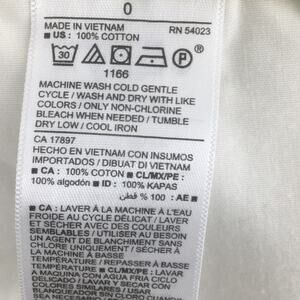 0
MADE IN VIETNAM RN 54023
■ US: 100% COTTON
30
1166
P
MACHINE WASH COLD GENTLE
CYCLE / WASH AND DRY WITH LIKE
COLORS / ONLY NON-CHLORINE
BLEACH WHEN NEEDED / TUMBLE
DRY LOW / COOL IRON
CA 17897
HECHO EN VIETNAM CON INSUMOS
IMPORTADOS / DIBUAT DI VIETNAM
■ CA : 100% COTON ■ CL/MX/PE :
100% algodón ■ ID : 100% KAPAS
قطن % 100 : AE ■
■ CA : LAVER À LA MACHINE À L'EAU
FROIDE AU CYCLE DÉLICAT / LAVER
ET SÉCHER AVEC DES COULEURS
SEMBLABLES / UTILISER AU BESOIN
UN AGENT DE BLANCHIMENT SANS
CHLORE UNIQUEMENT / SÉCHER À
LA MACHINE À BASSE
TEMPÉRATURE / REPASSAGE À
BASSE TEMPÉRATURE ■ CL/MX/PE :
LAVAR A
MAQUINA CON AGUA FRIA CICLO